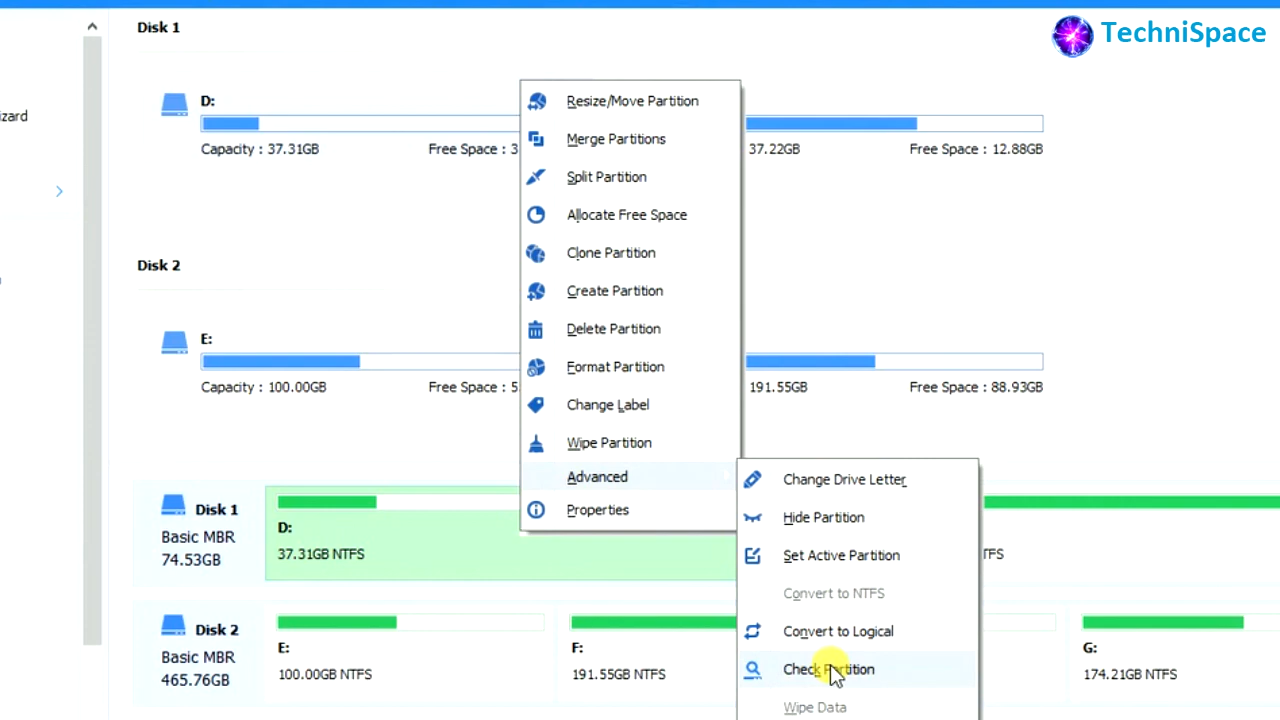 TechniSpace
Disk 1
izard
D:
Capacity : 37.31GB
Free Space : 3
37.22GB
Free Space : 12.88GB
Disk 2
E:
Capacity : 100.00GB
Free Space : 5
191.55GB
Free Space : 88.93GB
Resize/Move Partition
Merge Partitions
Split Partition
Allocate Free Space
Clone Partition
Create Partition
Delete Partition
Format Partition
Change Label
Wipe Partition
Advanced
Properties
Change Drive Letter
Hide Partition
Set Active Partition
Convert to NTFS
Convert to Logical
Check Partition
Wipe Data
Disk 1
Basic MBR
74.53GB
D:
37.31GB NTFS
TFS
Disk 2
Basic MBR
465.76GB
E:
100.00GB NTFS
F:
191.55GB NTFS
G:
174.21GB NTFS